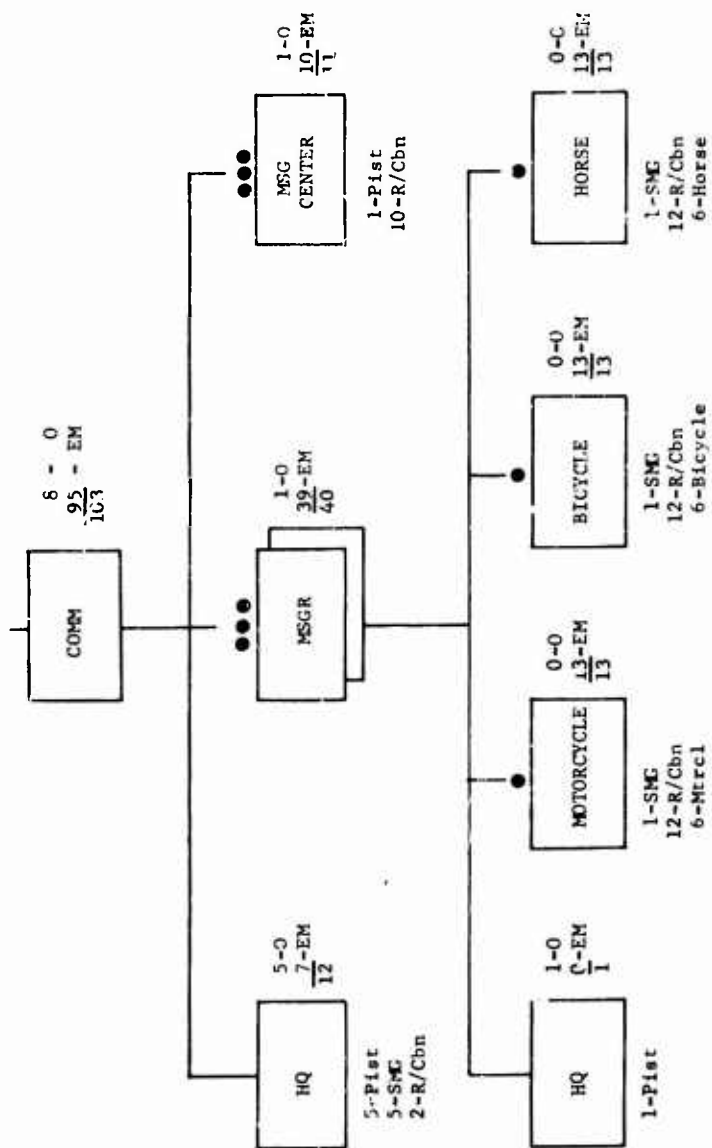 COMM
8 - O
95 - EM
103
HQ
5-O
7-EM
12
5-Pist
5-SMG
2-R/Cbn
MSGR
1-O
39-EM
40
MSG
CENTER
1-O
10-EM
11
1-Pist
10-R/Cbn
HQ
1-O
0-EM
1
1-Pist
MOTORCYCLE
0-O
13-EM
13
1-SMG
12-R/Cbn
6-Mtrcl
BICYCLE
0-O
13-EM
13
1-SMG
12-R/Cbn
6-Bicycle
HORSE
0-O
13-EM
13
1-SMG
12-R/Cbn
6-Horse